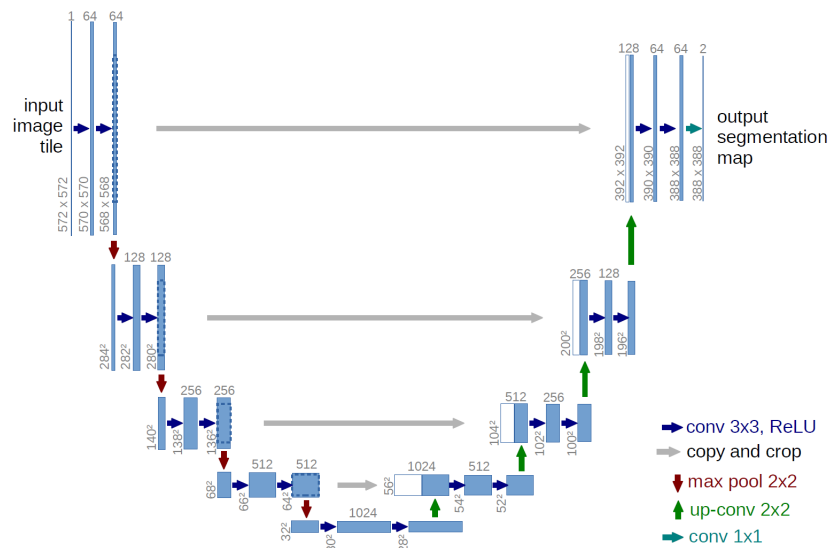 1 64 64
128 64 64 2
input
image
tile
output
segmentation
map
572 x 572
570 x 570
568 x 568
392 x 392
390 x 390
388 x 388
388 x 388
128 128
256 128
284²
282²
280²
200²
198²
196²
256 256
512 256
140²
138²
136²
104²
102²
100²
512 512
1024 512
68²
66²
64²
56²
54²
52²
1024
32²
30²
28²
conv 3x3, ReLU
copy and crop
max pool 2x2
up-conv 2x2
conv 1x1